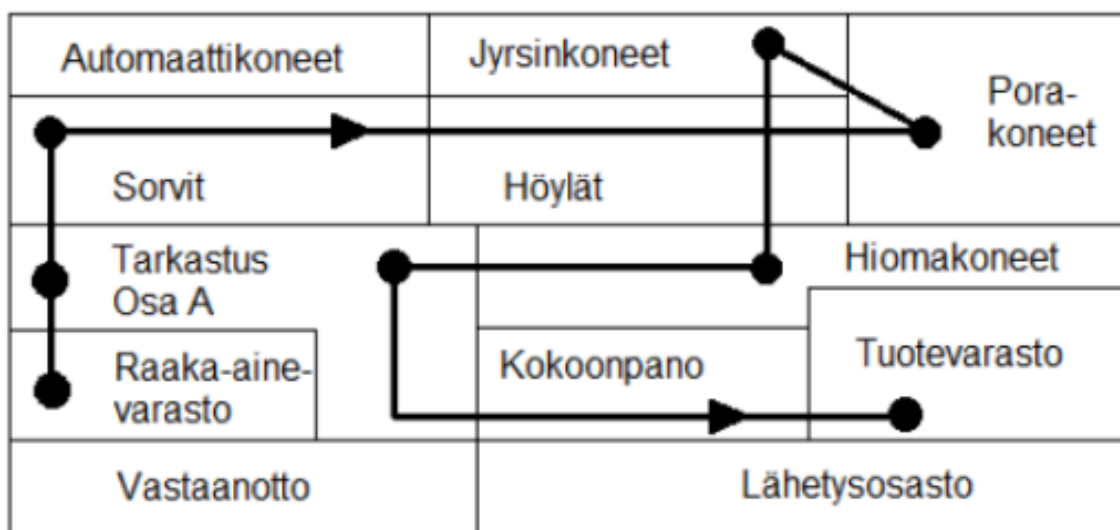 Automaattikoneet
Jyrsinkoneet
Pora-
koneet
Sorvit
Höylät
Tarkastus
Osa A
Hiomakoneet
Raaka-aine-
varasto
Kokoonpano
Tuotevarasto
Vastaanotto
Lähetysosasto